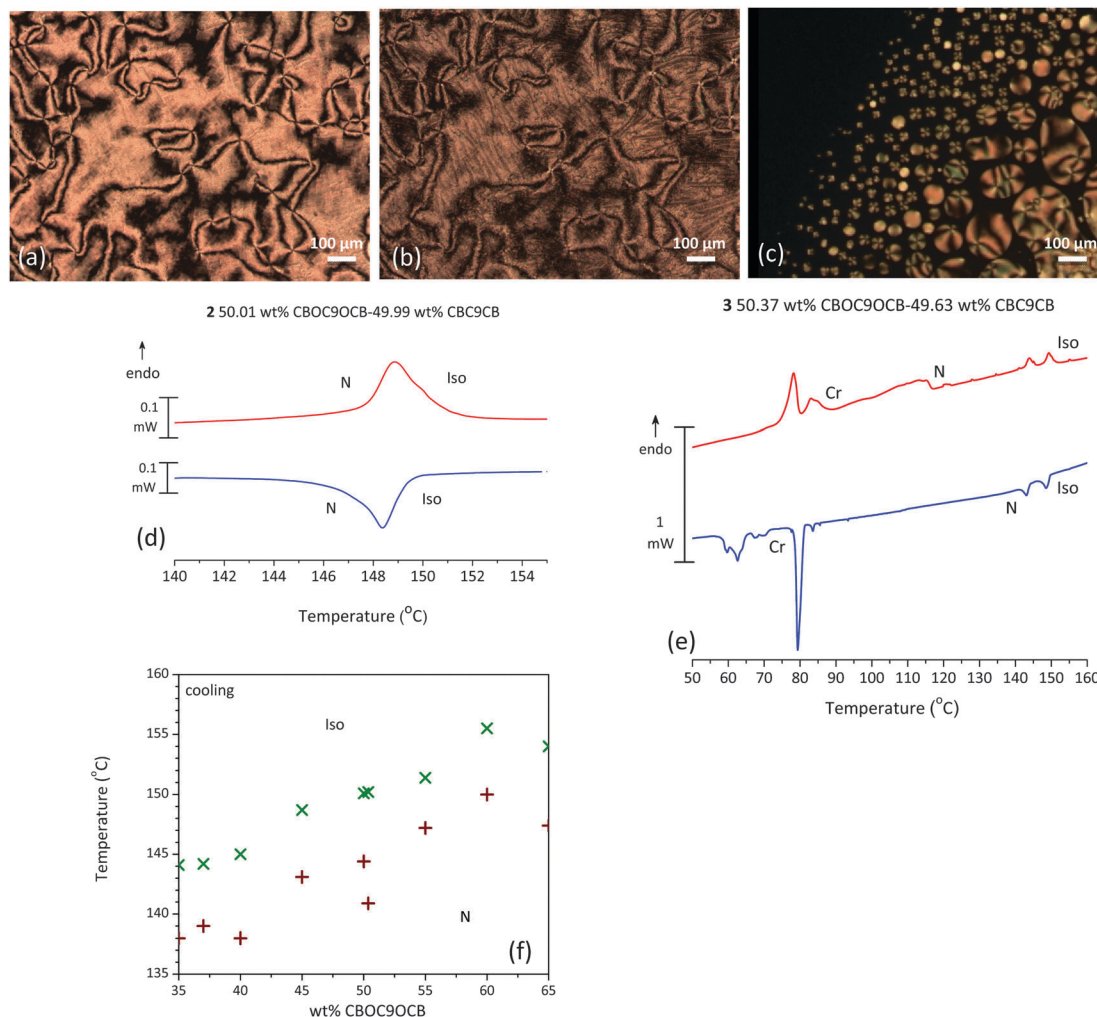 (a)
100 µm
(b)
100 µm
(c)
100 µm
2 50.01 wt% CBOC9OCB-49.99 wt% CBC9CB
endo
0.1
mW
N
Iso
0.1
mW
N
Iso
(d)
140 142 144 146 148 150 152 154
Temperature (°C)
3 50.37 wt% CBOC9OCB-49.63 wt% CBC9CB
Iso
N
Cr
endo
1
mW
Iso
N
Cr
(e)
50 60 70 80 90 100 110 120 130 140 150 160
Temperature (°C)
160
cooling
Iso
155
150
145
140
135
Temperature (°C)
N
(f)
35 40 45 50 55 60 65
wt% CBOC9OCB